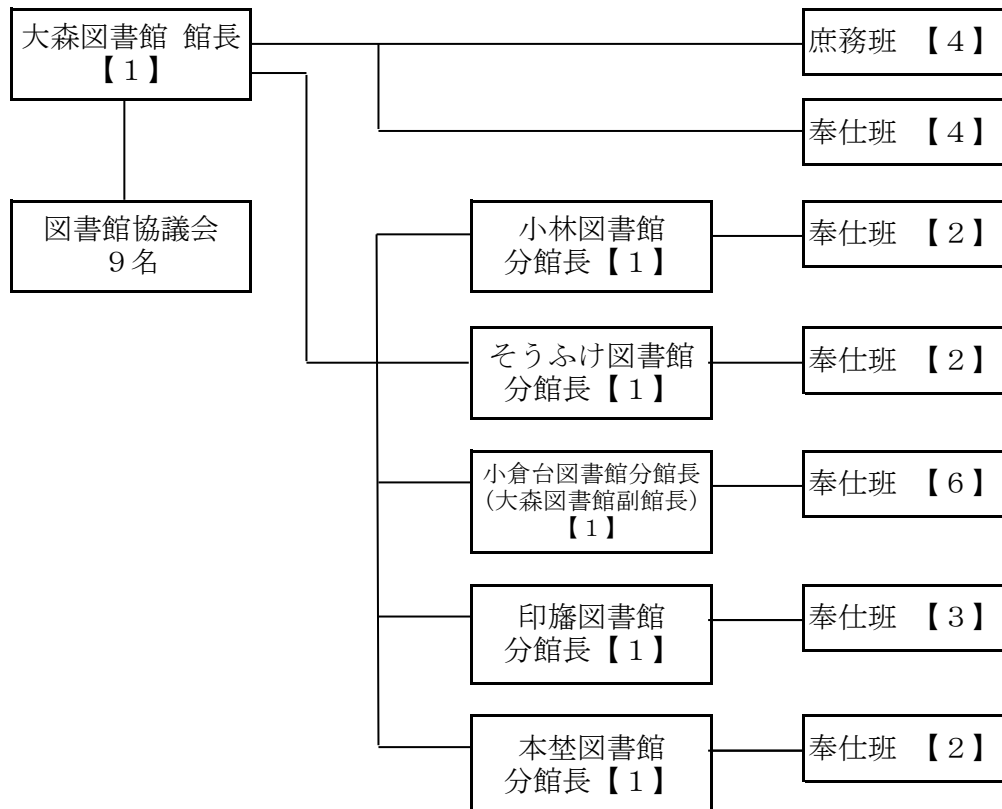 大森図書館 館長
【１】
庶務班 【４】
奉仕班 【４】
図書館協議会
９名
小林図書館
分館長【１】
奉仕班 【２】
そうふけ図書館
分館長【１】
奉仕班 【２】
小倉台図書館分館長
（大森図書館副館長）
【１】
奉仕班 【６】
印旛図書館
分館長【１】
奉仕班 【３】
本埜図書館
分館長【１】
奉仕班 【２】